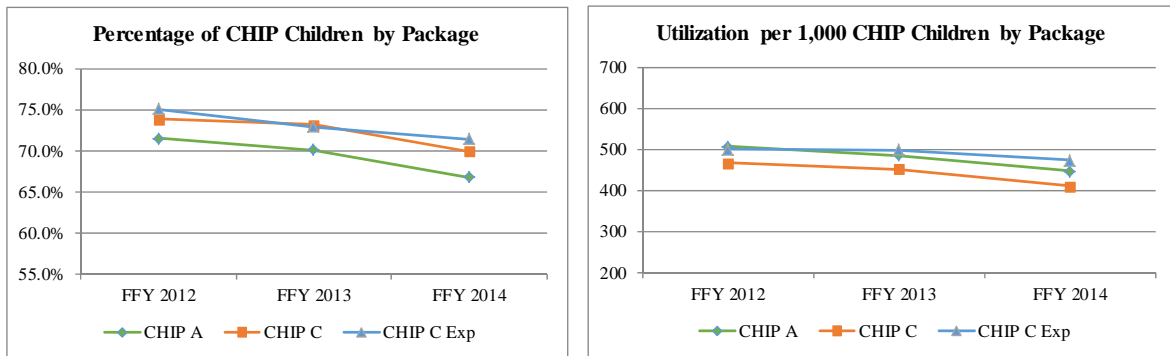 Percentage of CHIP Children by Package
80.0%
75.0%
70.0%
65.0%
60.0%
55.0%
FFY 2012 FFY 2013 FFY 2014
CHIP A CHIP C CHIP C Exp
Utilization per 1,000 CHIP Children by Package
700
600
500
400
300
200
FFY 2012 FFY 2013 FFY 2014
CHIP A CHIP C CHIP C Exp